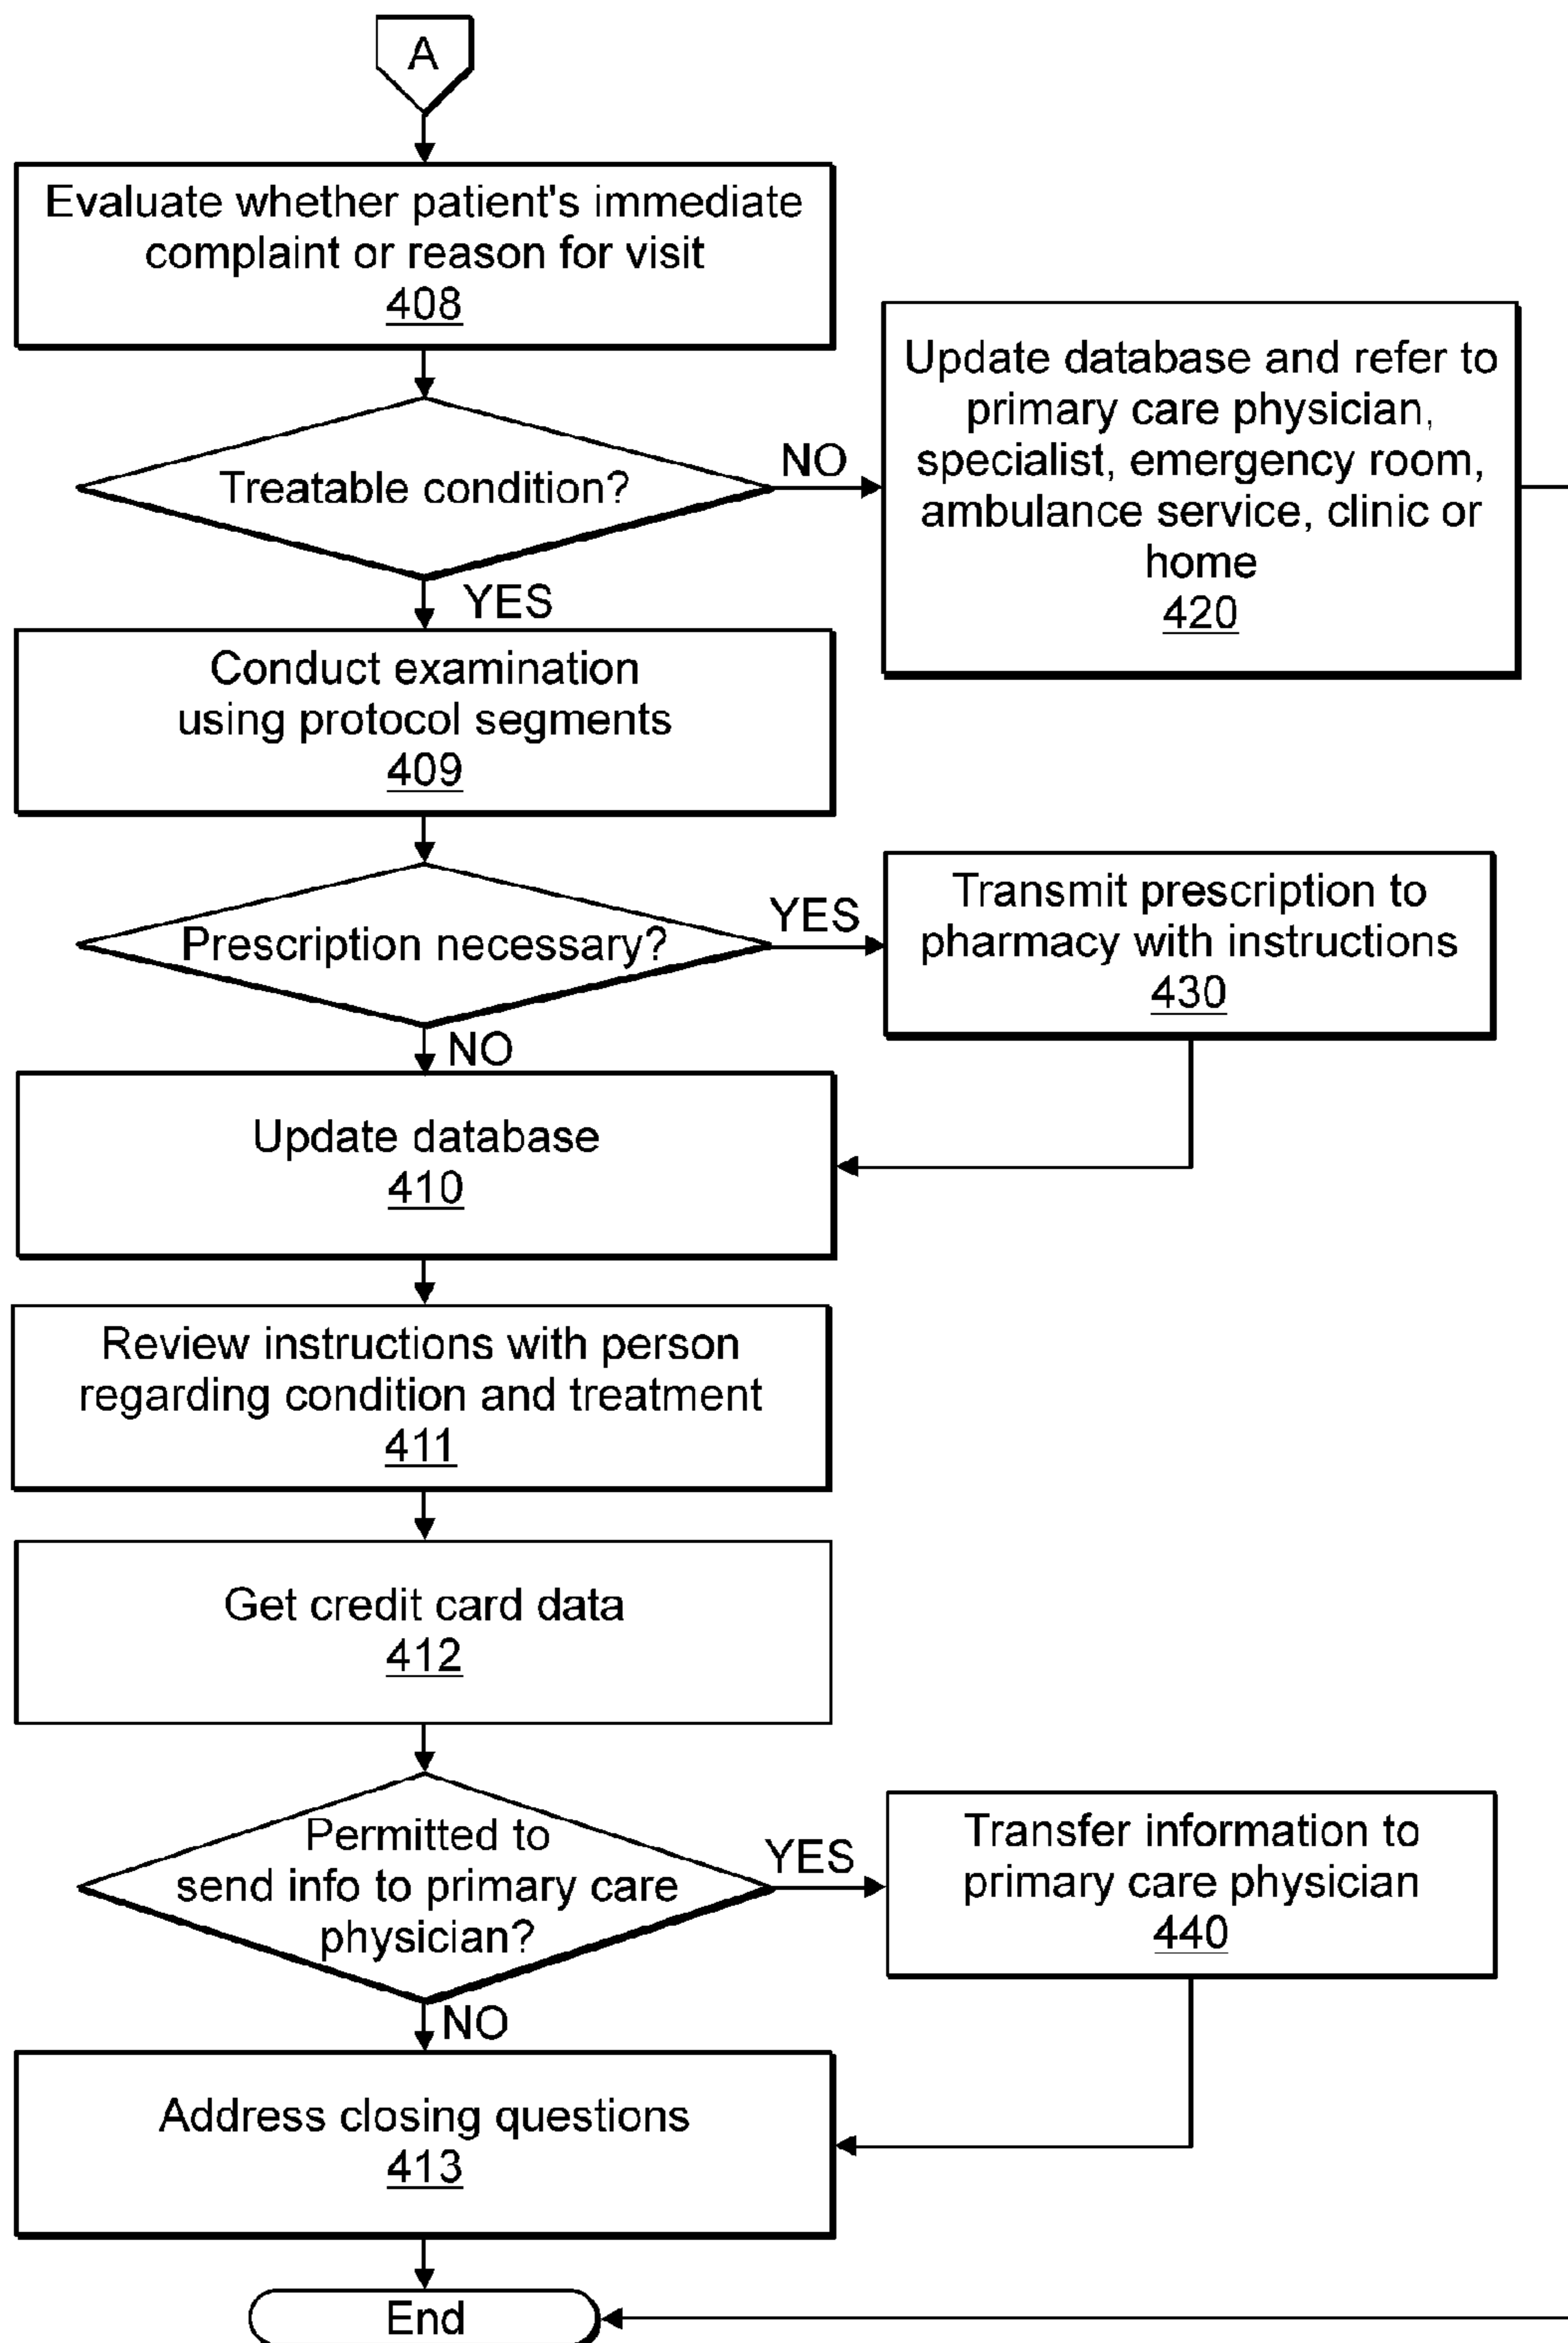 A
Evaluate whether patient's immediate
complaint or reason for visit
408
Treatable condition?
NO
Update database and refer to
primary care physician,
specialist, emergency room,
ambulance service, clinic or
home
420
YES
Conduct examination
using protocol segments
409
Prescription necessary?
YES
Transmit prescription to
pharmacy with instructions
430
NO
Update database
410
Review instructions with person
regarding condition and treatment
411
Get credit card data
412
Permitted to
send info to primary care
physician?
YES
Transfer information to
primary care physician
440
NO
Address closing questions
413
End